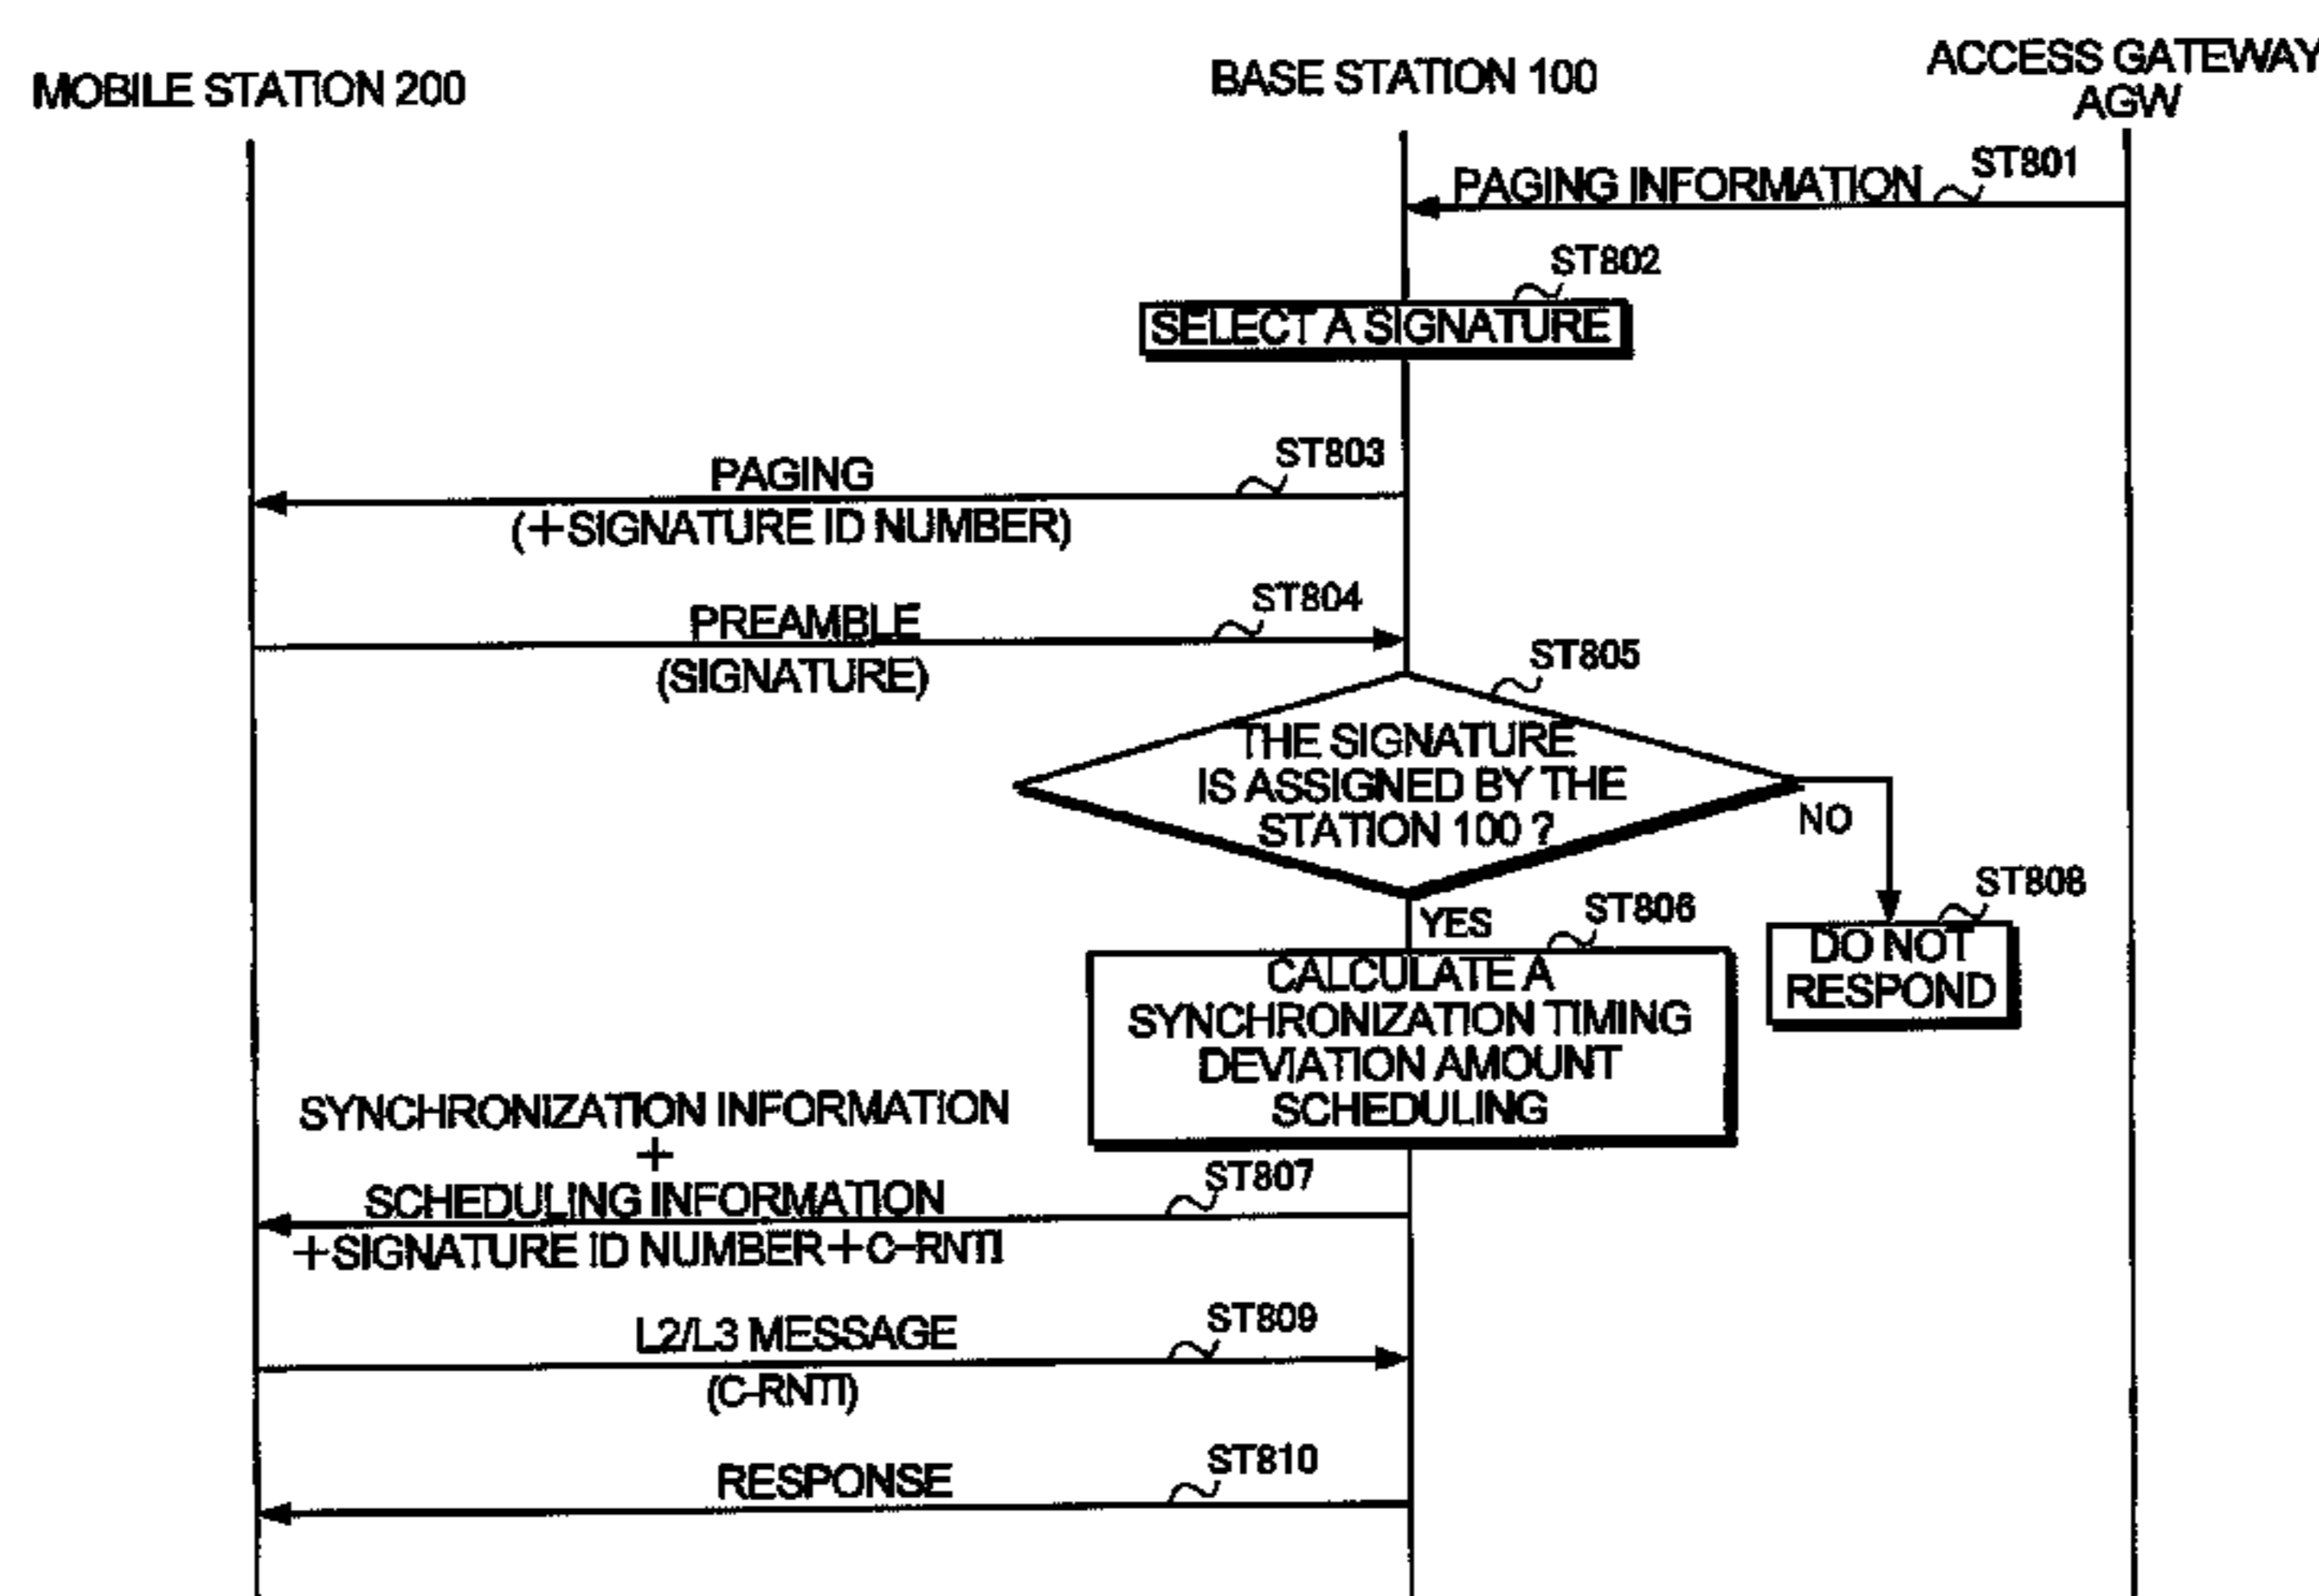 MOBILE STATION 200
BASE STATION 100
ACCESS GATEWAY
AGW
PAGING INFORMATION
ST801
ST802
SELECT A SIGNATURE
ST803
PAGING
(+SIGNATURE ID NUMBER)
ST804
PREAMBLE
(SIGNATURE)
ST805
THE SIGNATURE
IS ASSIGNED BY THE
STATION 100 ?
NO
ST808
DO NOT
RESPOND
YES
ST806
CALCULATE A
SYNCHRONIZATION TIMING
DEVIATION AMOUNT
SCHEDULING
SYNCHRONIZATION INFORMATION
+
SCHEDULING INFORMATION
ST807
+SIGNATURE ID NUMBER+C-RNTI
L2/L3 MESSAGE
ST809
(C-RNTI)
RESPONSE
ST810